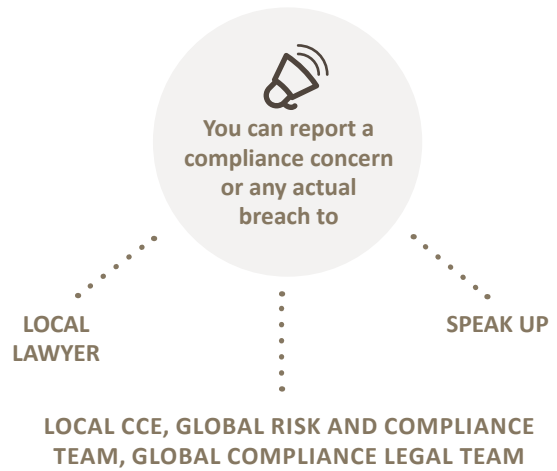 You can report a
compliance concern
or any actual
breach to
LOCAL
LAWYER
SPEAK UP
LOCAL CCE, GLOBAL RISK AND COMPLIANCE
TEAM, GLOBAL COMPLIANCE LEGAL TEAM